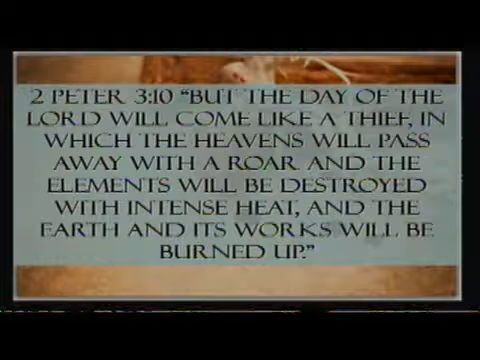 2 PETER 3:10 “BUT THE DAY OF THE
LORD WILL COME LIKE A THIEF, IN
WHICH THE HEAVENS WILL PASS
AWAY WITH A ROAR AND THE
ELEMENTS WILL BE DESTROYED
WITH INTENSE HEAT, AND THE
EARTH AND ITS WORKS WILL BE
BURNED UP.”